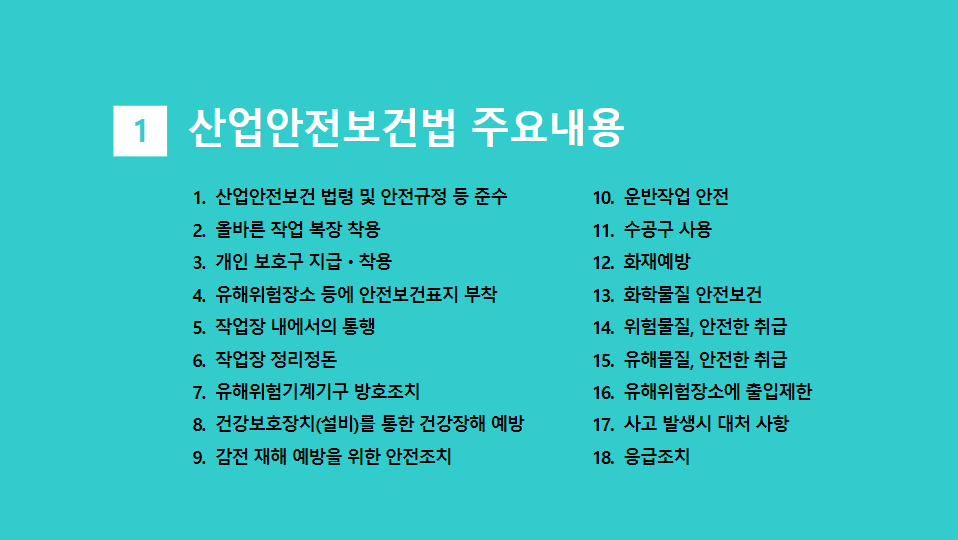 1 산업안전보건법 주요내용
1. 산업안전보건 법령 및 안전규정 등 준수
2. 올바른 작업 복장 착용
3. 개인 보호구 지급·착용
4. 유해위험장소 등에 안전보건표지 부착
5. 작업장 내에서의 통행
6. 작업장 정리정돈
7. 유해위험기계기구 방호조치
8. 건강보호장치(설비)를 통한 건강장해 예방
9. 감전 재해 예방을 위한 안전조치
10. 운반작업 안전
11. 수공구 사용
12. 화재예방
13. 화학물질 안전보건
14. 위험물질, 안전한 취급
15. 유해물질, 안전한 취급
16. 유해위험장소에 출입제한
17. 사고 발생시 대처 사항
18. 응급조치